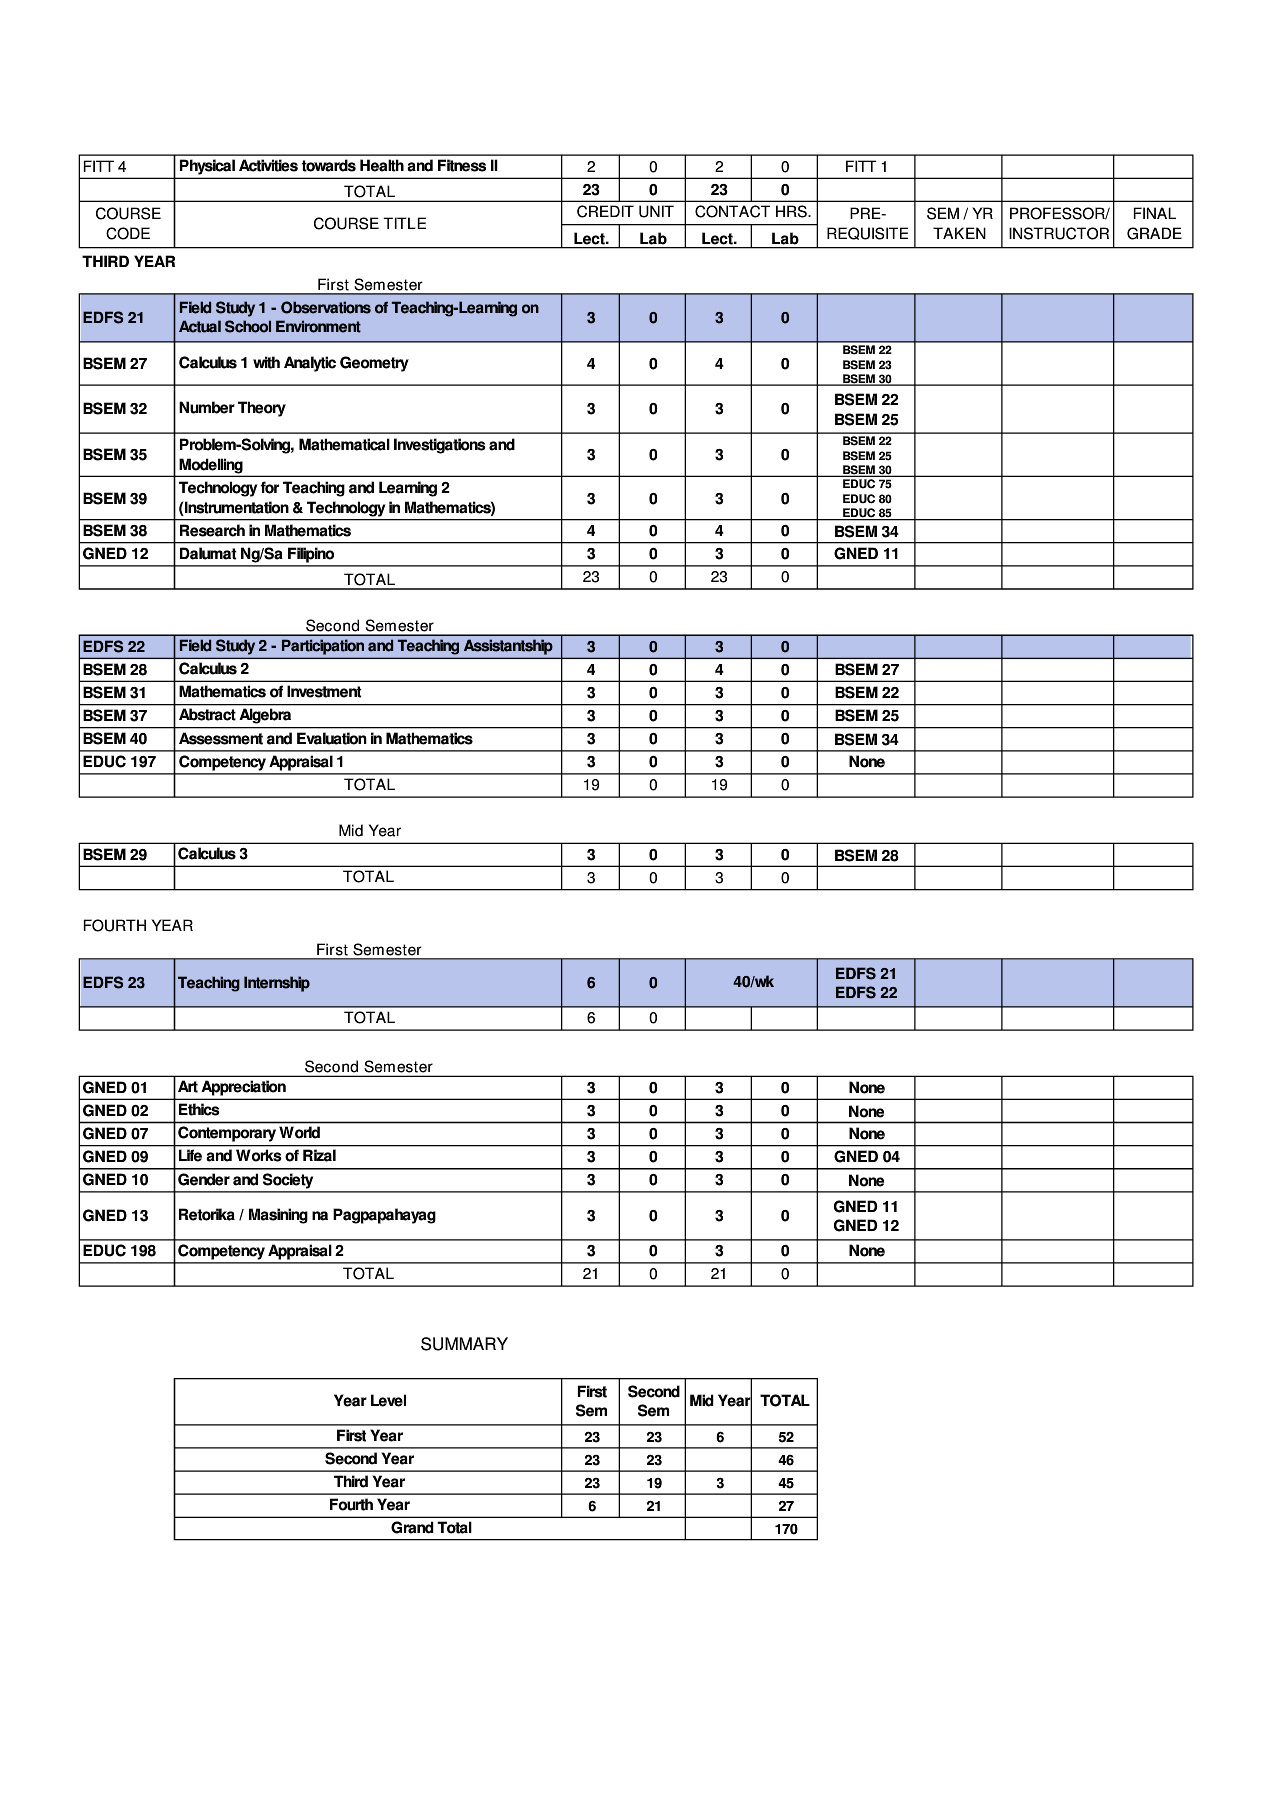 FITT 4 Physical Activities towards Health and Fitness II 2 0 2 0 FITT 1
TOTAL 23 0 23 0
COURSE CODE COURSE TITLE CREDIT UNIT CONTACT HRS. PRE-REQUISITE SEM / YR TAKEN PROFESSOR/ INSTRUCTOR FINAL GRADE
Lect. Lab Lect. Lab
THIRD YEAR
First Semester
EDFS 21 Field Study 1 - Observations of Teaching-Learning on Actual School Environment 3 0 3 0
BSEM 27 Calculus 1 with Analytic Geometry 4 0 4 0 BSEM 22 BSEM 23 BSEM 30
BSEM 32 Number Theory 3 0 3 0 BSEM 22 BSEM 25
BSEM 35 Problem-Solving, Mathematical Investigations and Modelling 3 0 3 0 BSEM 22 BSEM 25 BSEM 30
BSEM 39 Technology for Teaching and Learning 2 (Instrumentation & Technology in Mathematics) 3 0 3 0 EDUC 75 EDUC 80 EDUC 85
BSEM 38 Research in Mathematics 4 0 4 0 BSEM 34
GNED 12 Dalumat Ng/Sa Filipino 3 0 3 0 GNED 11
TOTAL 23 0 23 0
Second Semester
EDFS 22 Field Study 2 - Participation and Teaching Assistantship 3 0 3 0
BSEM 28 Calculus 2 4 0 4 0 BSEM 27
BSEM 31 Mathematics of Investment 3 0 3 0 BSEM 22
BSEM 37 Abstract Algebra 3 0 3 0 BSEM 25
BSEM 40 Assessment and Evaluation in Mathematics 3 0 3 0 BSEM 34
EDUC 197 Competency Appraisal 1 3 0 3 0 None
TOTAL 19 0 19 0
Mid Year
BSEM 29 Calculus 3 3 0 3 0 BSEM 28
TOTAL 3 0 3 0
FOURTH YEAR
First Semester
EDFS 23 Teaching Internship 6 0 40/wk EDFS 21 EDFS 22
TOTAL 6 0
Second Semester
GNED 01 Art Appreciation 3 0 3 0 None
GNED 02 Ethics 3 0 3 0 None
GNED 07 Contemporary World 3 0 3 0 None
GNED 09 Life and Works of Rizal 3 0 3 0 GNED 04
GNED 10 Gender and Society 3 0 3 0 None
GNED 13 Retorika / Masining na Pagpapahayag 3 0 3 0 GNED 11 GNED 12
EDUC 198 Competency Appraisal 2 3 0 3 0 None
TOTAL 21 0 21 0
SUMMARY
Year Level First Sem Second Sem Mid Year TOTAL
First Year 23 23 6 52
Second Year 23 23 46
Third Year 23 19 3 45
Fourth Year 6 21 27
Grand Total 170